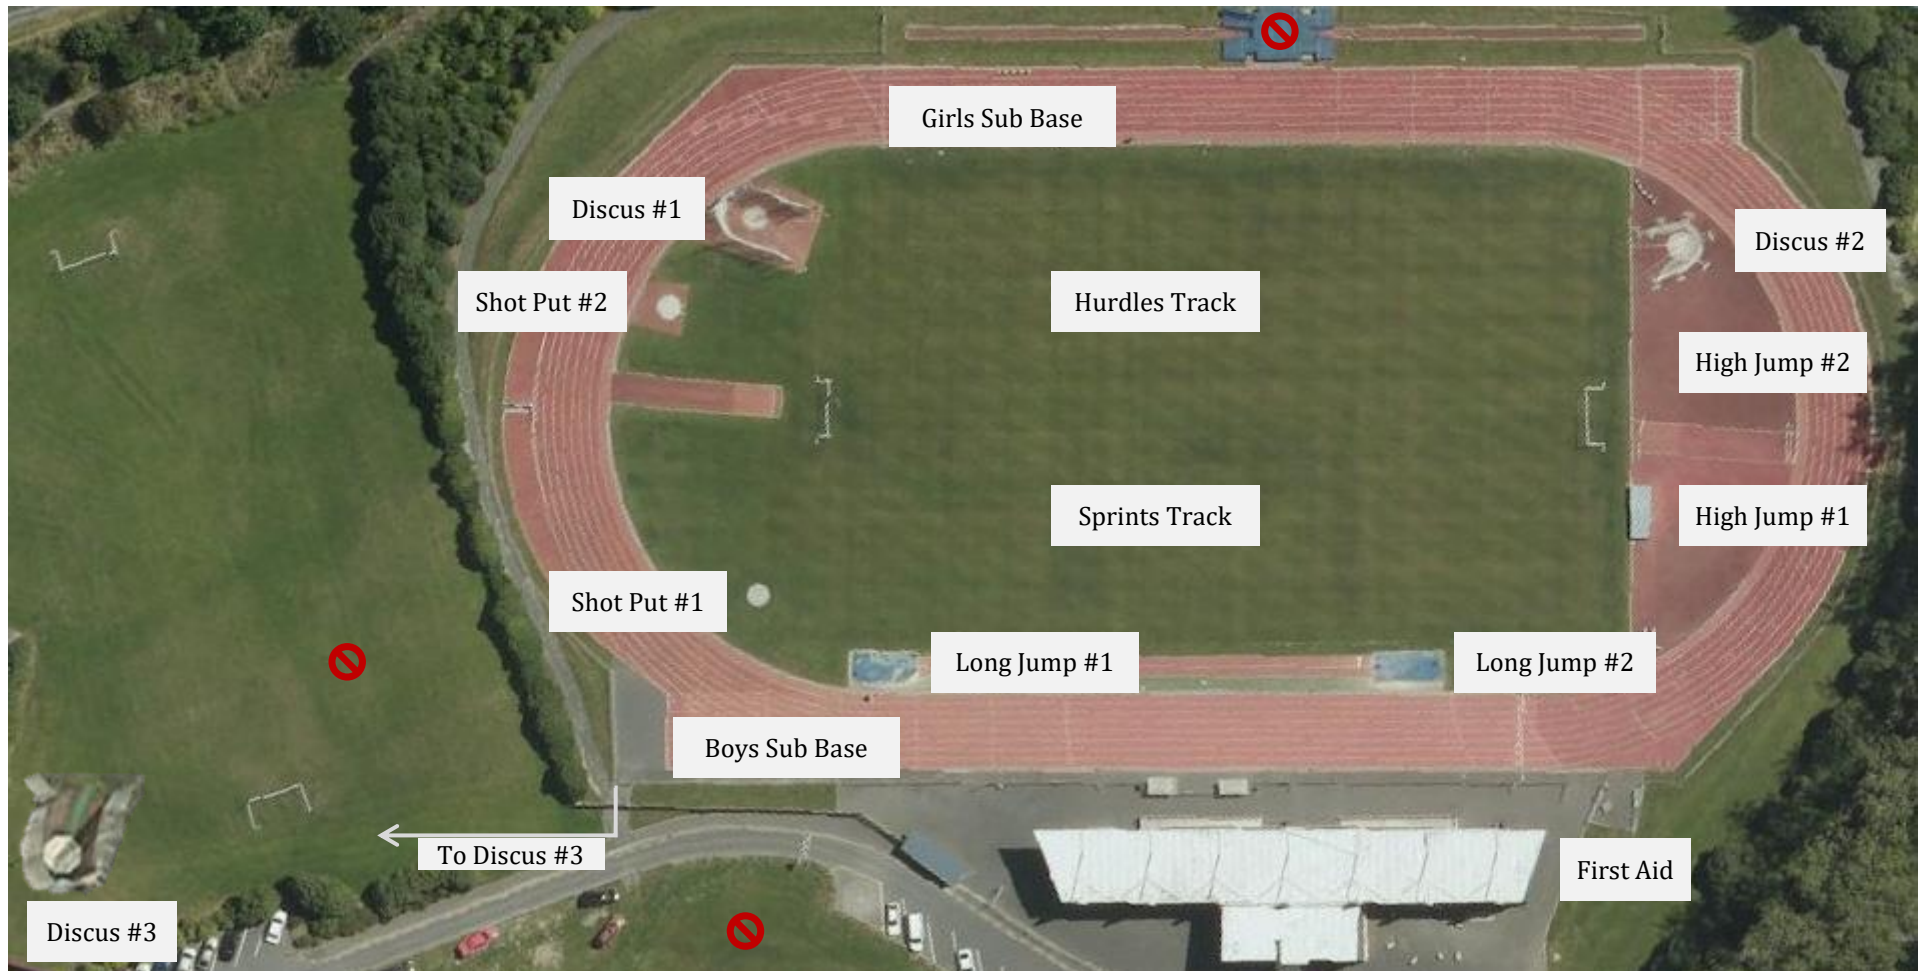 Girls Sub Base
Discus #1
Discus #2
Shot Put #2
Hurdles Track
High Jump #2
Sprints Track
High Jump #1
Shot Put #1
Long Jump #1
Long Jump #2
Boys Sub Base
To Discus #3
First Aid
Discus #3